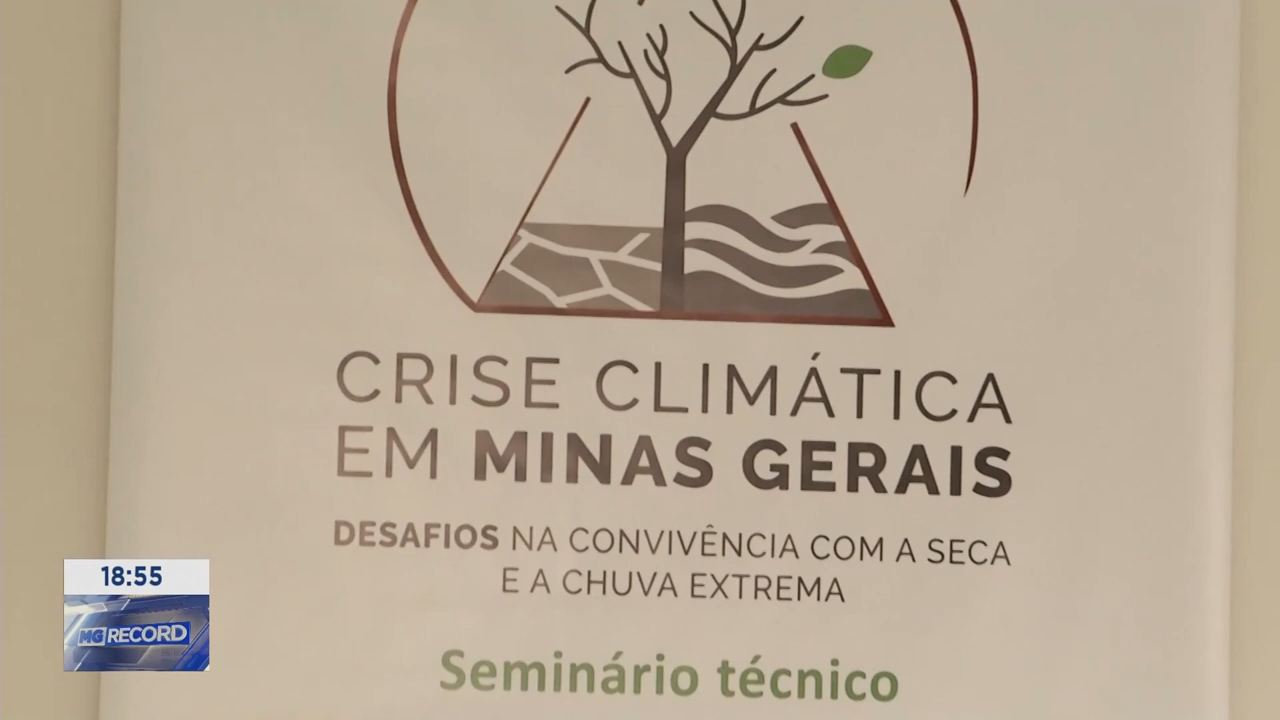 CRISE CLIMÁTICA
EM MINAS GERAIS
DESAFIOS NA CONVIVÊNCIA COM A SECA
E A CHUVA EXTREMA
Seminário técnico
18:55
MG RECORD